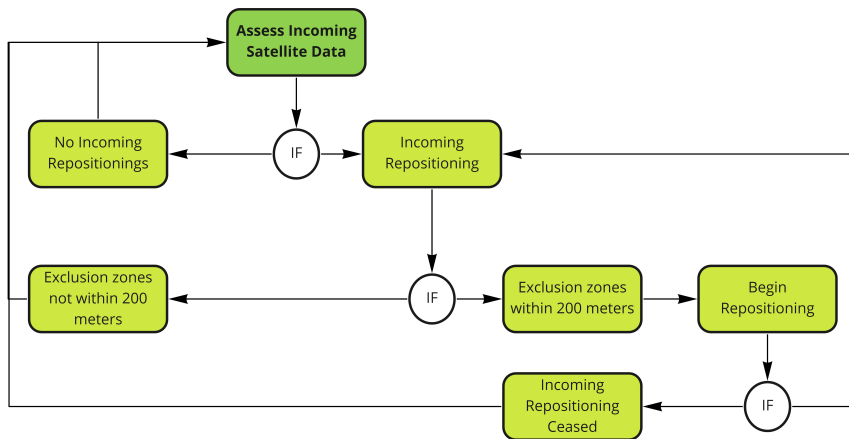 Assess Incoming
Satellite Data
No Incoming
Repositionings
IF
Incoming
Repositioning
Exclusion zones
not within 200
meters
IF
Exclusion zones
within 200 meters
Begin
Repositioning
Incoming
Repositioning
Ceased
IF